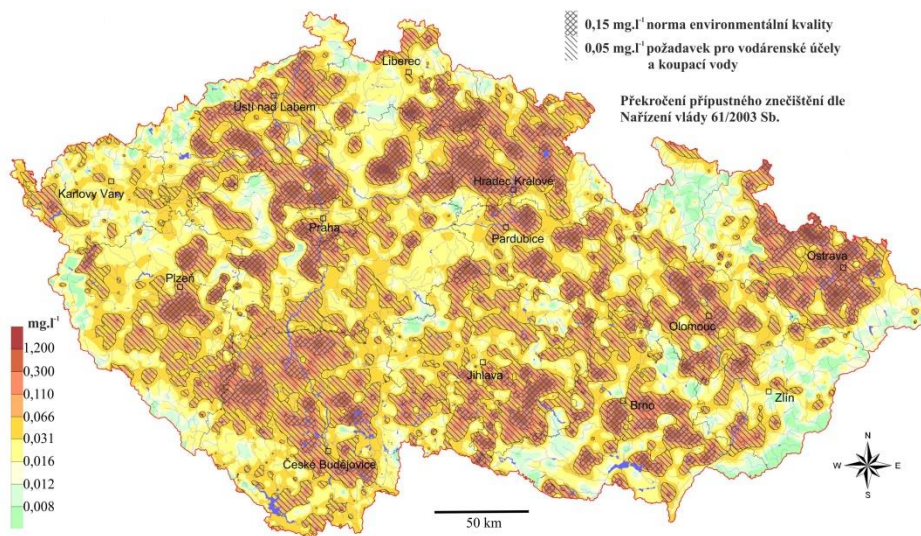 0,15 mg.l⁻¹ norma environmentální kvality
0,05 mg.l⁻¹ požadavek pro vodárenské účely
a koupací vody
Překročení přípustného znečištění dle
Nařízení vlády 61/2003 Sb.
Liberec
Ústí nad Labem
Karlovy Vary
Hradec Králové
Praha
Pardubice
Ostrava
Plzeň
Olomouc
Jihlava
Zlín
Brno
České Budějovice
mg.l⁻¹
1,200
0,300
0,110
0,066
0,031
0,016
0,012
0,008
N
W E
S
50 km